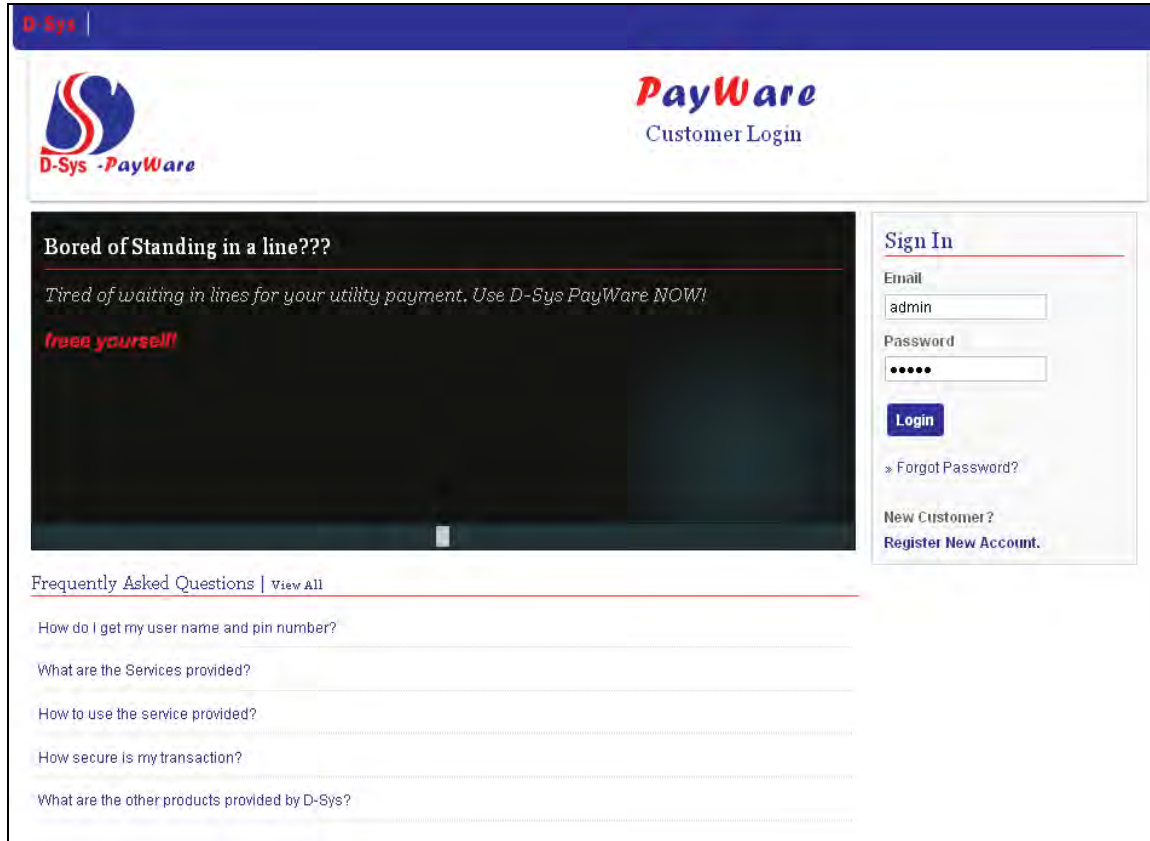 D-Sys
PayWare
Customer Login
D-Sys -PayWare
Bored of Standing in a line???
Tired of waiting in lines for your utility payment. Use D-Sys PayWare NOW!
freee yourself!
Sign In
Email
admin
Password
•••••
Login
» Forgot Password?
New Customer?
Register New Account.
Frequently Asked Questions | View All
How do I get my user name and pin number?
What are the Services provided?
How to use the service provided?
How secure is my transaction?
What are the other products provided by D-Sys?